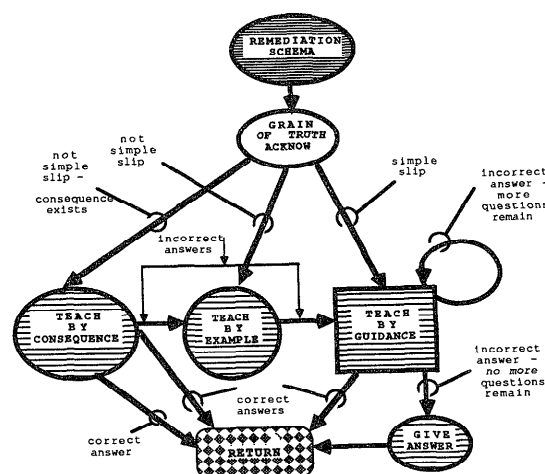 REMEDIATION
SCHEMA
GRAIN
OF TRUTH
ACKNOW
not
simple
slip -
consequence
exists
not
simple
slip
simple
slip
incorrect
answer -
more
questions
remain
incorrect
answers
TEACH
BY
CONSEQUENCE
TEACH
BY
EXAMPLE
TEACH
BY
GUIDANCE
incorrect
answer -
no more
questions
remain
correct
answers
correct
answer
RETURN
GIVE
ANSWER